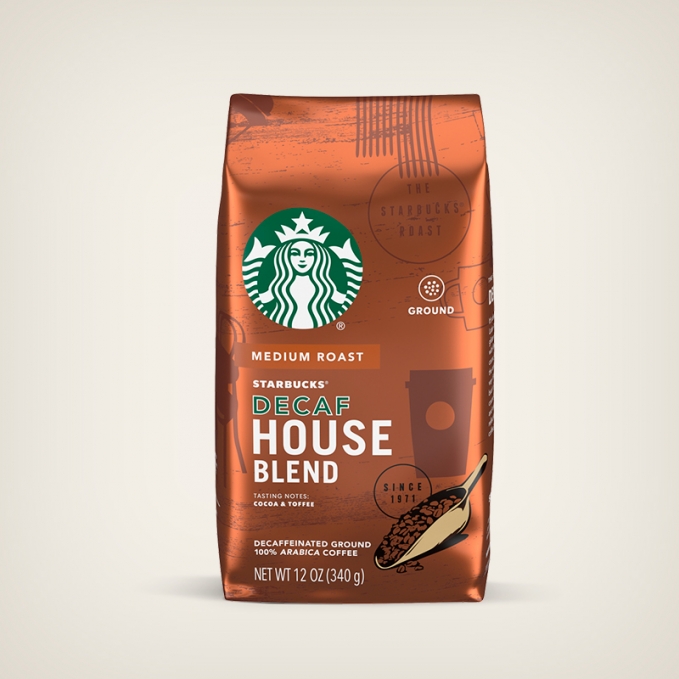 THE
STARBUCKS®
ROAST
GROUND
®
MEDIUM ROAST
STARBUCKS®
DECAF
HOUSE
BLEND
TASTING NOTES:
COCOA & TOFFEE
SINCE
1971
DECAFFEINATED GROUND
100% ARABICA COFFEE
NET WT 12 OZ (340 g)